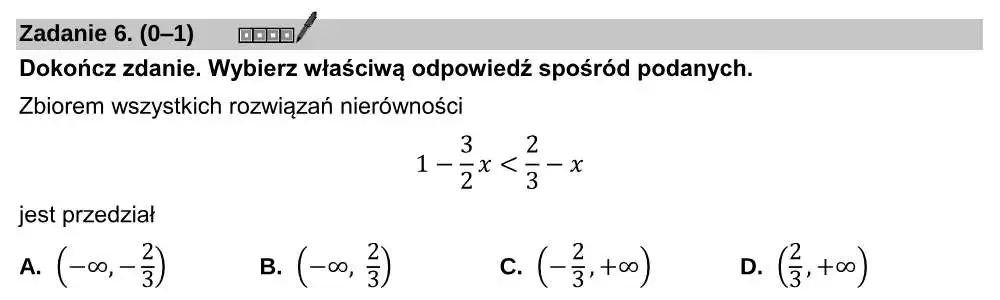 Zadanie 6. (0–1)
Dokończ zdanie. Wybierz właściwą odpowiedź spośród podanych.
Zbiorem wszystkich rozwiązań nierówności
1 − 3/2 x < 2/3 − x
jest przedział
A. (−∞, −2/3) B. (−∞, 2/3) C. (−2/3, +∞) D. (2/3, +∞)